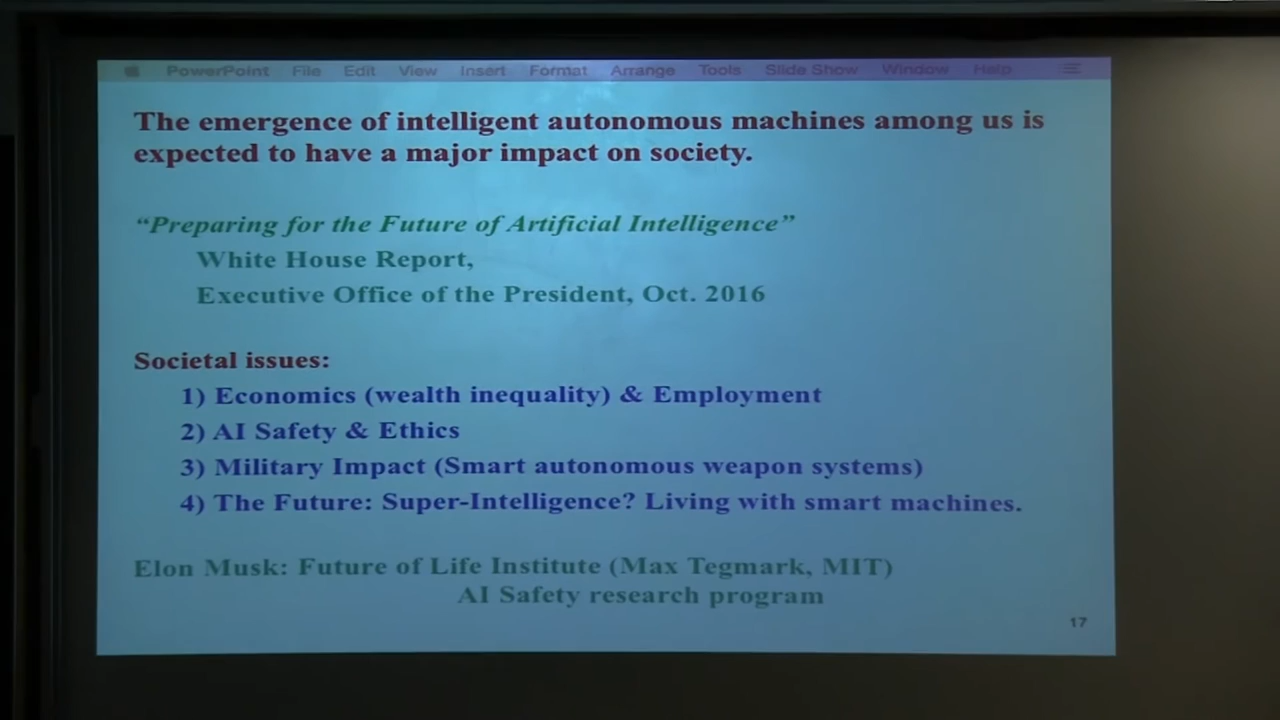 PowerPoint File Edit View Insert Format Arrange Tools Slide Show Window Help
The emergence of intelligent autonomous machines among us is
expected to have a major impact on society.
“Preparing for the Future of Artificial Intelligence”
White House Report,
Executive Office of the President, Oct. 2016
Societal issues:
1) Economics (wealth inequality) & Employment
2) AI Safety & Ethics
3) Military Impact (Smart autonomous weapon systems)
4) The Future: Super-Intelligence? Living with smart machines.
Elon Musk: Future of Life Institute (Max Tegmark, MIT)
AI Safety research program
17